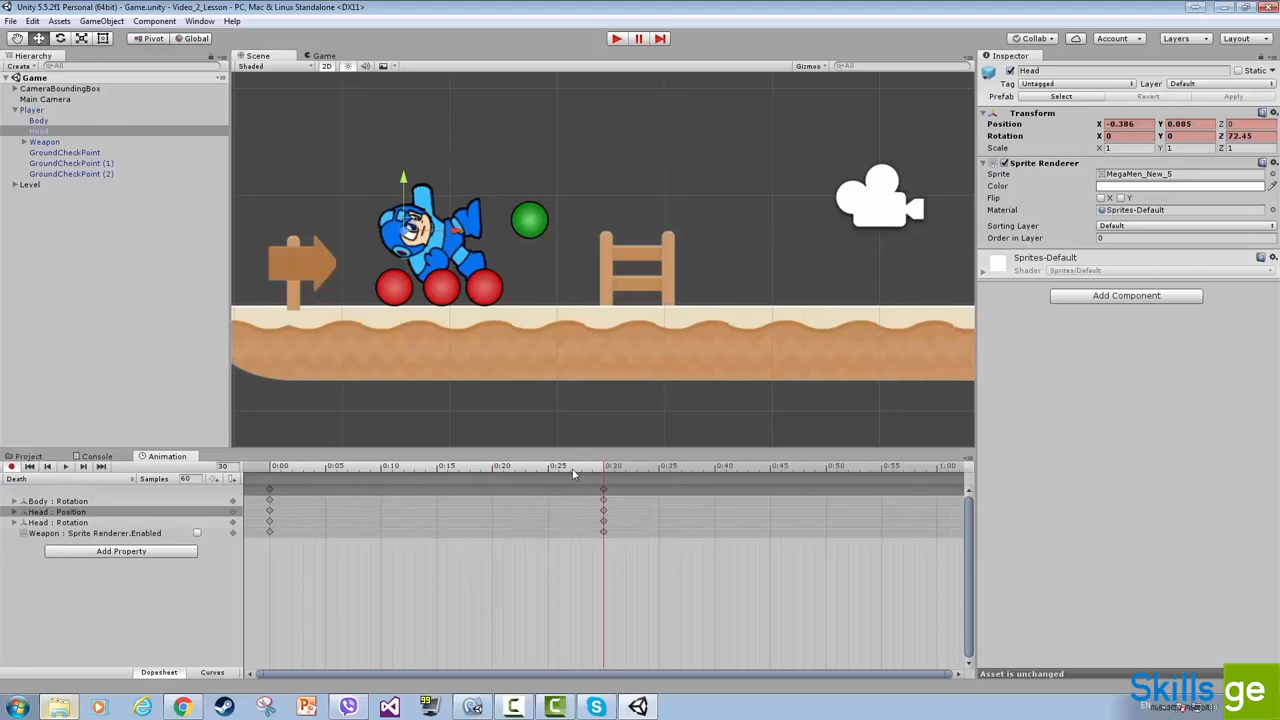 Unity 5.5.2f1 Personal (64bit) - Game.unity - Video_2_Lesson - PC, Mac & Linux Standalone <DX11>
File Edit Assets GameObject Component Window Help
Pivot Global Collab Account Layers Layout
Hierarchy
Create All
Game
CameraBoundingBox
Main Camera
Player
Body
Head
Weapon
GroundCheckPoint
GroundCheckPoint (1)
GroundCheckPoint (2)
Level
Scene Game
Shaded 2D Gizmos All
Inspector
Head Static
Tag Untagged Layer Default
Prefab Select Revert Apply
Transform
Position X -0.386 Y 0.085 Z 0
Rotation X 0 Y 0 Z 72.45
Scale X 1 Y 1 Z 1
Sprite Renderer
Sprite MegaMen_New_5
Color
Flip X Y
Material Sprites-Default
Sorting Layer Default
Order in Layer 0
Sprites-Default
Shader Sprites/Default
Add Component
Project Console Animation
30 0:00 0:05 0:10 0:15 0:20 0:25 0:30 0:35 0:40 0:45 0:50 0:55 1:00
Death Samples 60
Body : Rotation
Head : Position
Head : Rotation
Weapon : Sprite Renderer.Enabled
Add Property
Dopesheet Curves
Asset is unchanged
Skills ge
99